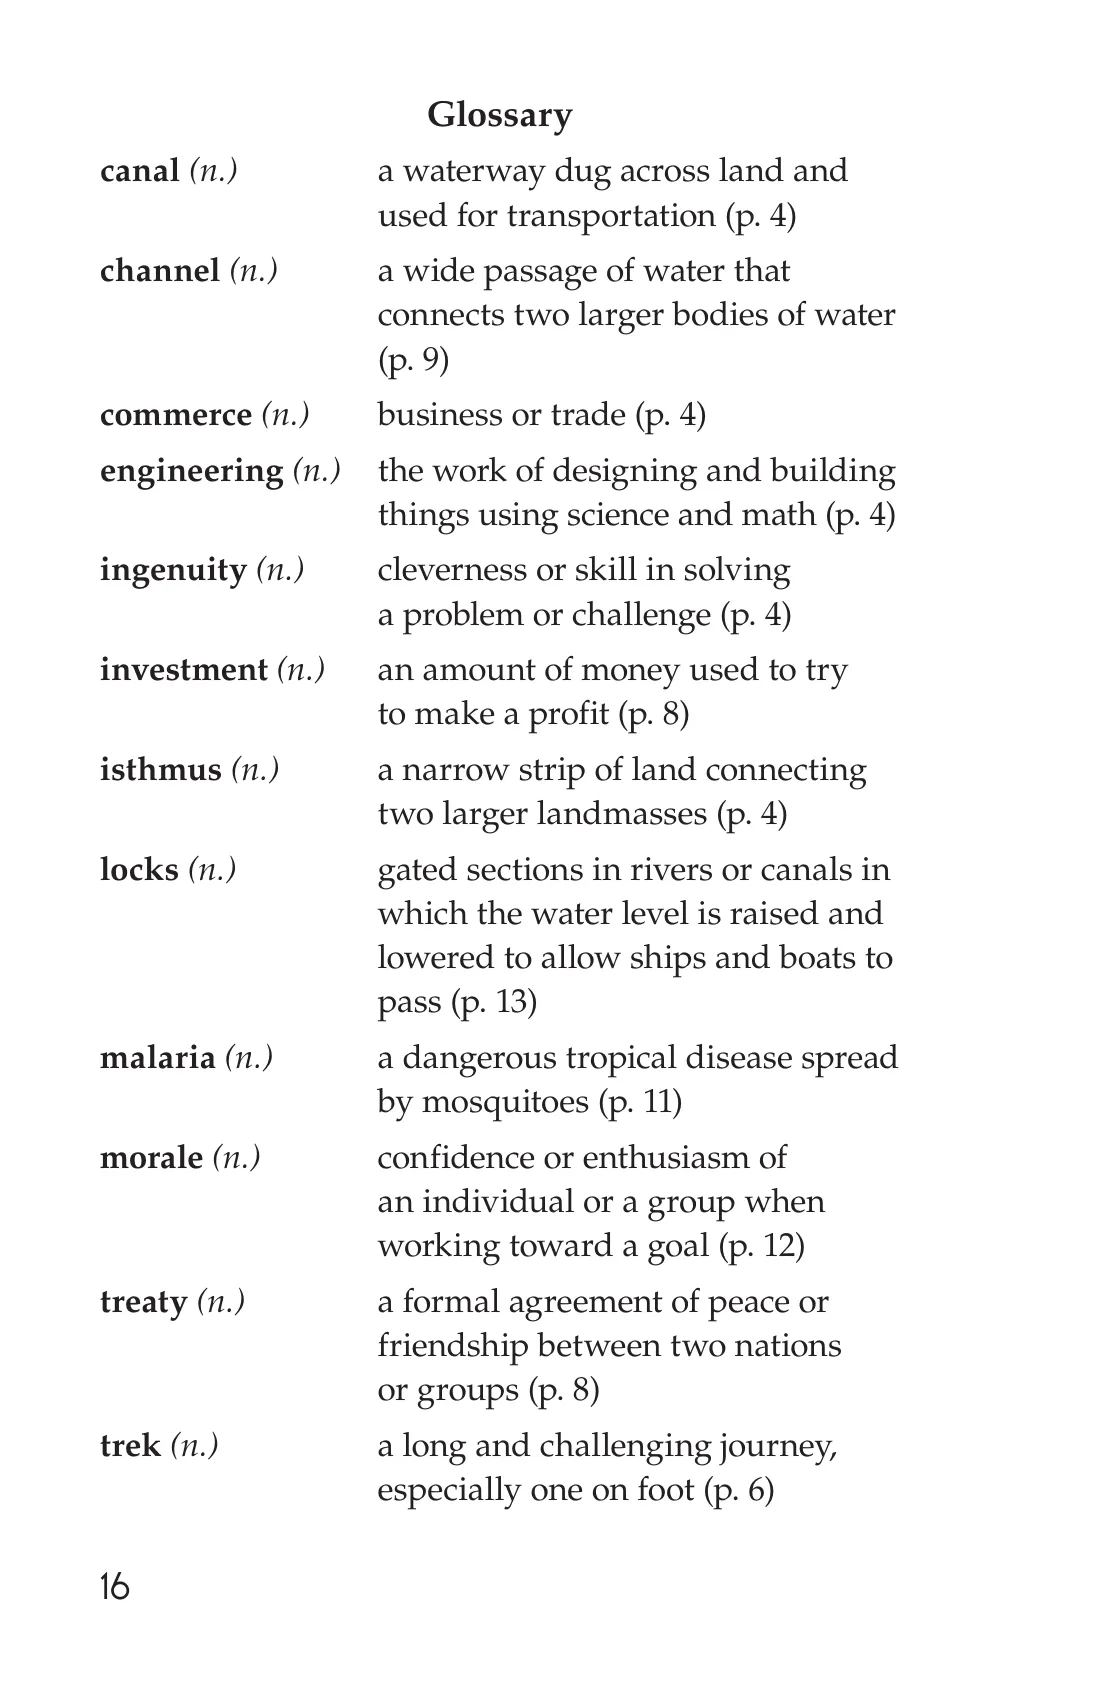 Glossary
canal (n.) a waterway dug across land and
used for transportation (p. 4)
channel (n.) a wide passage of water that
connects two larger bodies of water
(p. 9)
commerce (n.) business or trade (p. 4)
engineering (n.) the work of designing and building
things using science and math (p. 4)
ingenuity (n.) cleverness or skill in solving
a problem or challenge (p. 4)
investment (n.) an amount of money used to try
to make a profit (p. 8)
isthmus (n.) a narrow strip of land connecting
two larger landmasses (p. 4)
locks (n.) gated sections in rivers or canals in
which the water level is raised and
lowered to allow ships and boats to
pass (p. 13)
malaria (n.) a dangerous tropical disease spread
by mosquitoes (p. 11)
morale (n.) confidence or enthusiasm of
an individual or a group when
working toward a goal (p. 12)
treaty (n.) a formal agreement of peace or
friendship between two nations
or groups (p. 8)
trek (n.) a long and challenging journey,
especially one on foot (p. 6)
16